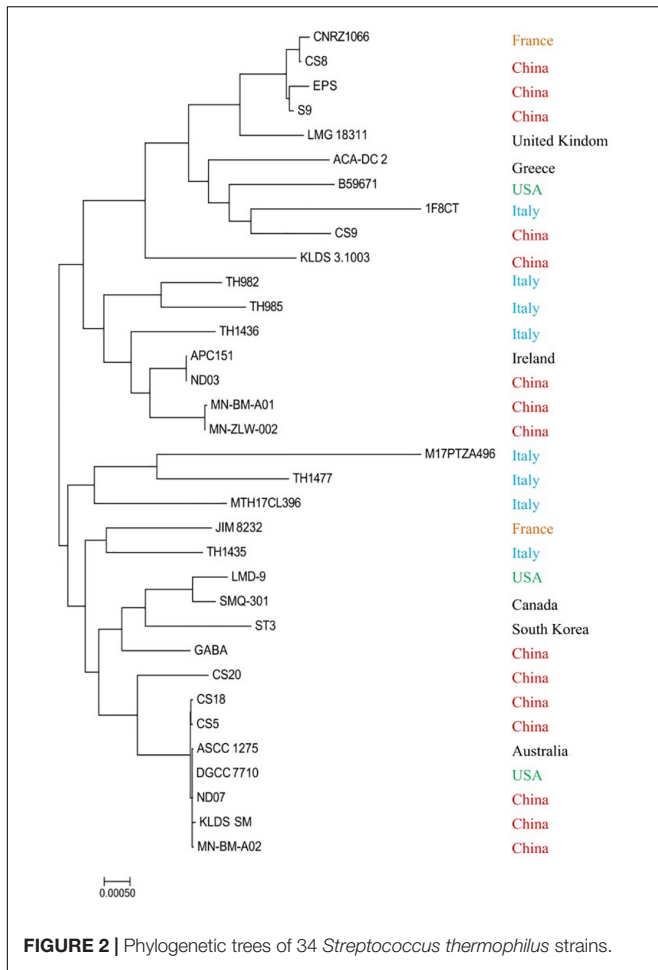 CNRZ1066 France
CS8 China
EPS China
S9 China
LMG 18311 United Kindom
ACA-DC 2 Greece
B59671 USA
1F8CT Italy
CS9 China
KLDS 3.1003 China
TH982 Italy
TH985 Italy
TH1436 Italy
APC151 Ireland
ND03 China
MN-BM-A01 China
MN-ZLW-002 China
M17PTZA496 Italy
TH1477 Italy
MTH17CL396 Italy
JIM 8232 France
TH1435 Italy
LMD-9 USA
SMQ-301 Canada
ST3 South Korea
GABA China
CS20 China
CS18 China
CS5 China
ASCC 1275 Australia
DGCC 7710 USA
ND07 China
KLDS SM China
MN-BM-A02 China
0.00050
FIGURE 2 | Phylogenetic trees of 34 Streptococcus thermophilus strains.